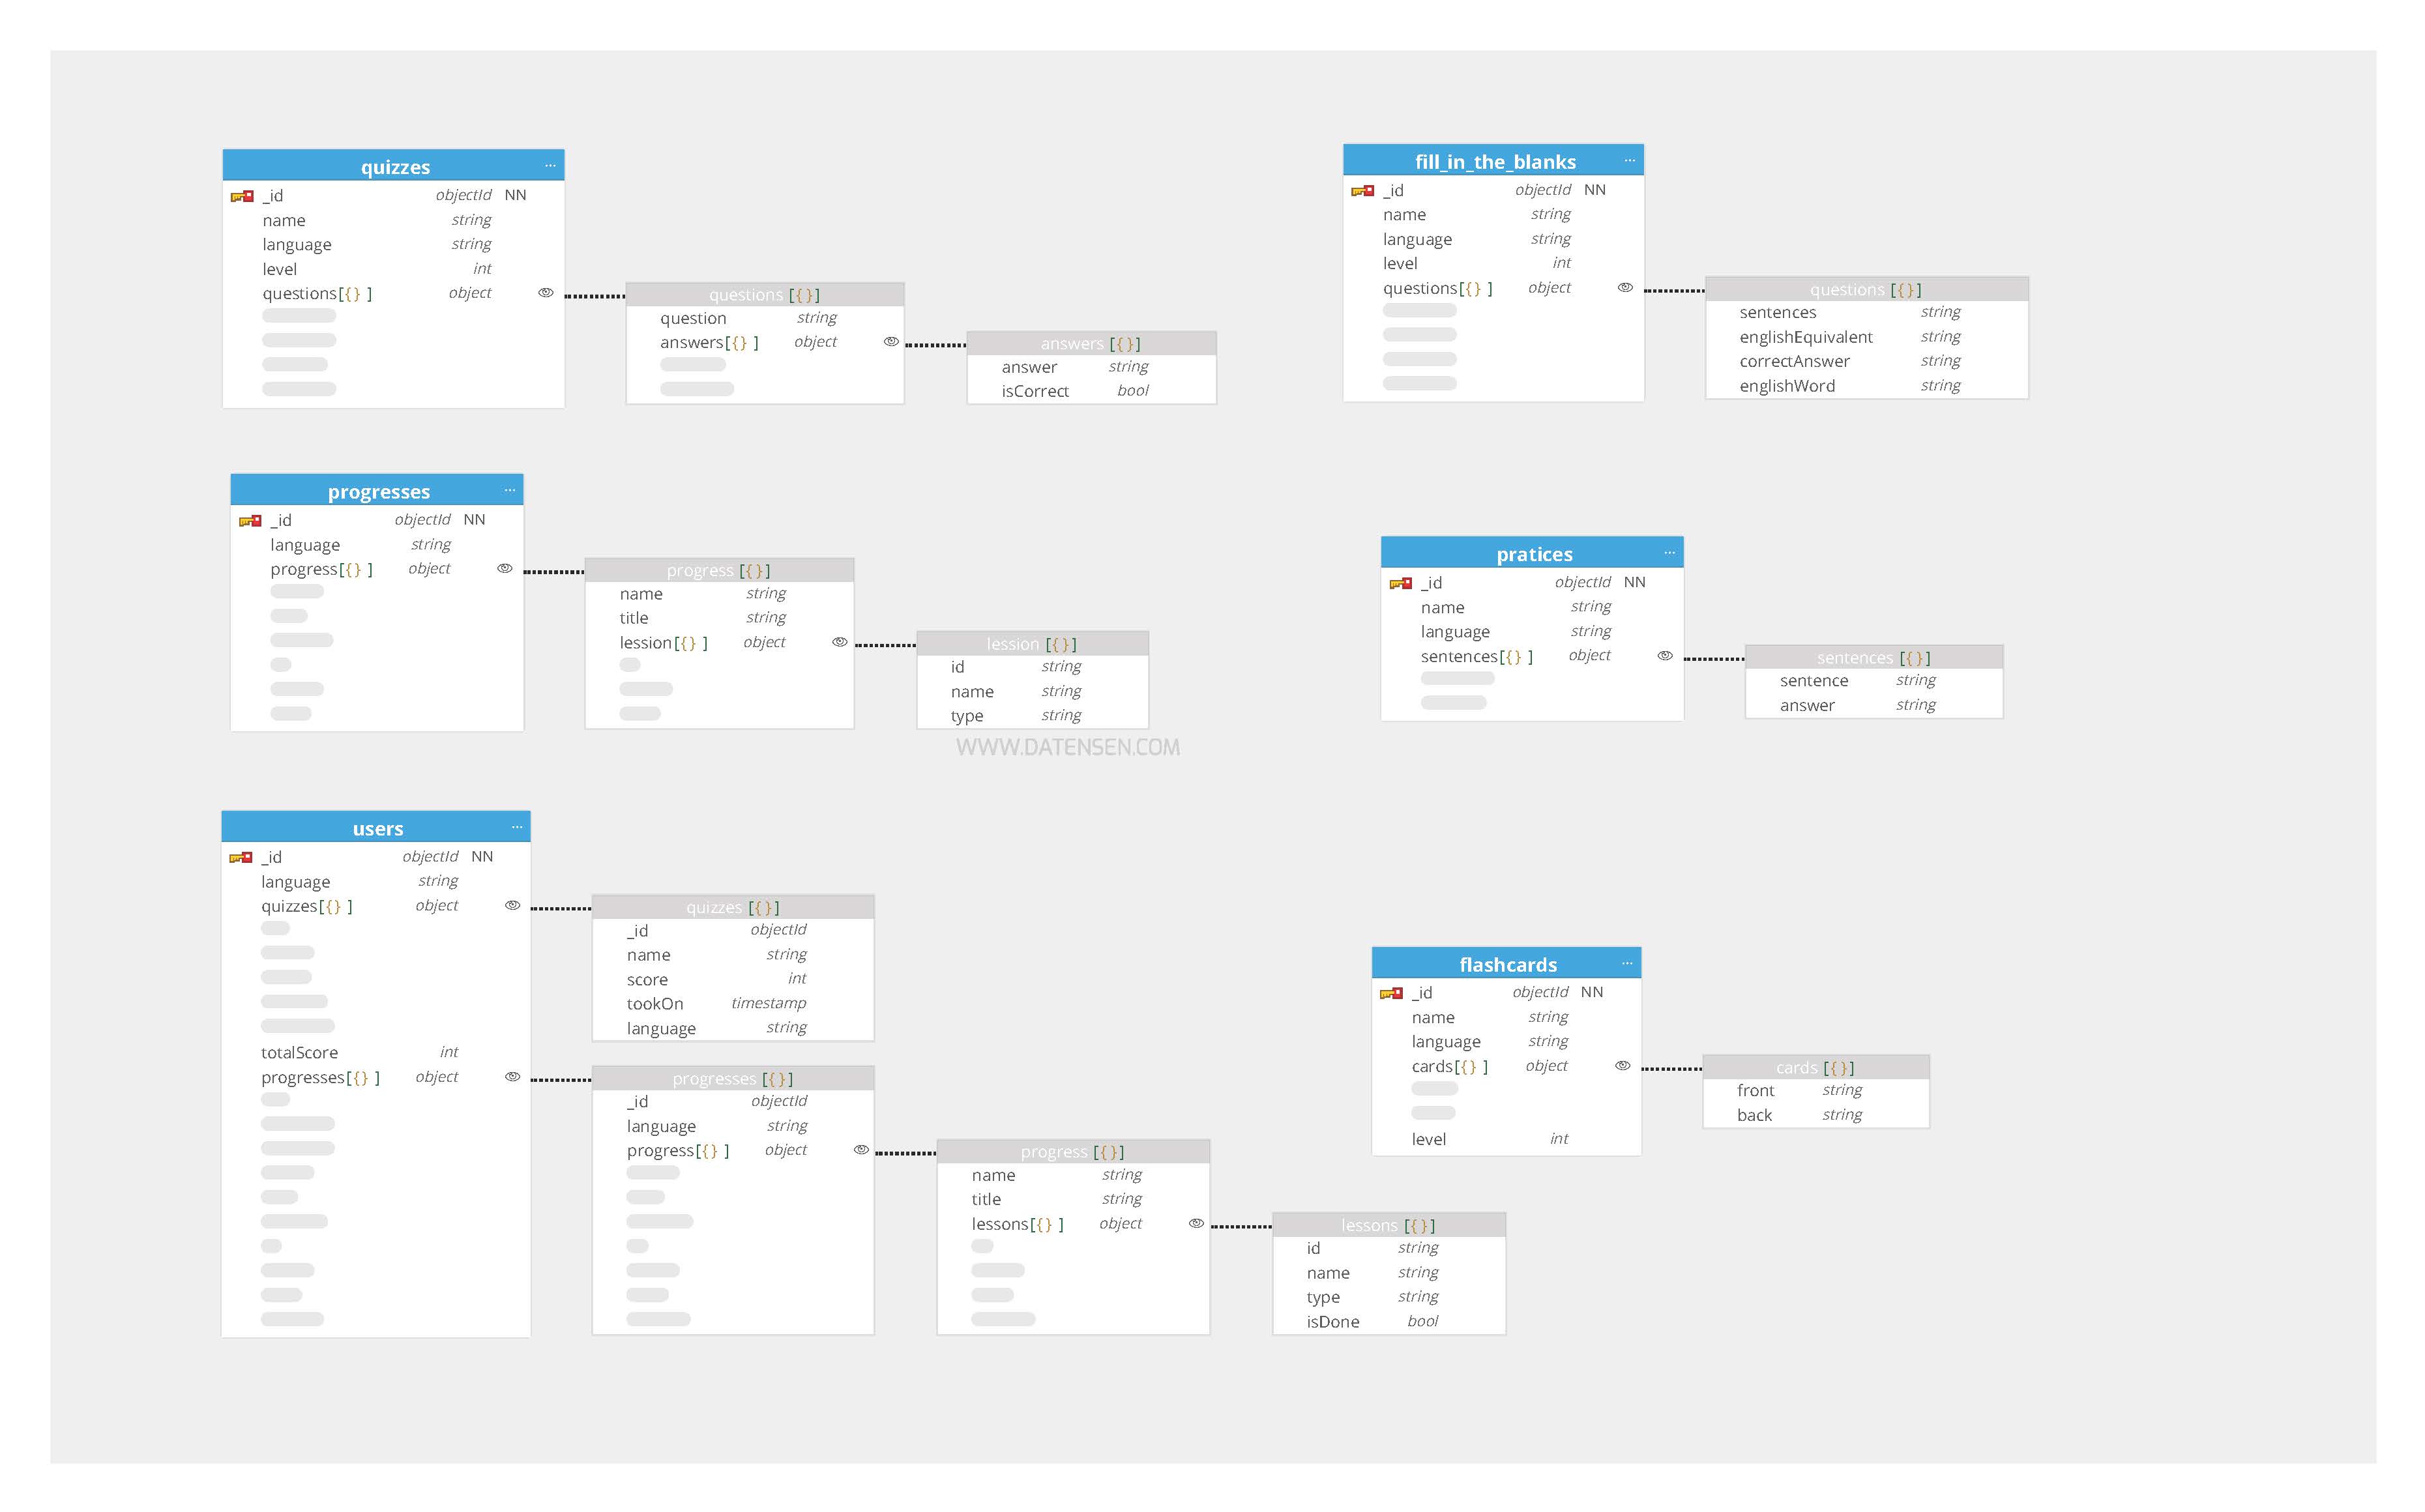 quizzes ...
_id objectId NN
name string
language string
level int
questions[{} ] object
questions [{}]
question string
answers[{} ] object
answers [{}]
answer string
isCorrect bool
fill_in_the_blanks ...
_id objectId NN
name string
language string
level int
questions[{} ] object
questions [{}]
sentences string
englishEquivalent string
correctAnswer string
englishWord string
progresses ...
_id objectId NN
language string
progress[{} ] object
progress [{}]
name string
title string
lession[{} ] object
lession [{}]
id string
name string
type string
pratices ...
_id objectId NN
name string
language string
sentences[{} ] object
sentences [{}]
sentence string
answer string
WWW.DATENSEN.COM
users ...
_id objectId NN
language string
quizzes[{} ] object
totalScore int
progresses[{} ] object
quizzes [{}]
_id objectId
name string
score int
tookOn timestamp
language string
progresses [{}]
_id objectId
language string
progress[{} ] object
progress [{}]
name string
title string
lessons[{} ] object
lessons [{}]
id string
name string
type string
isDone bool
flashcards ...
_id objectId NN
name string
language string
cards[{} ] object
level int
cards [{}]
front string
back string